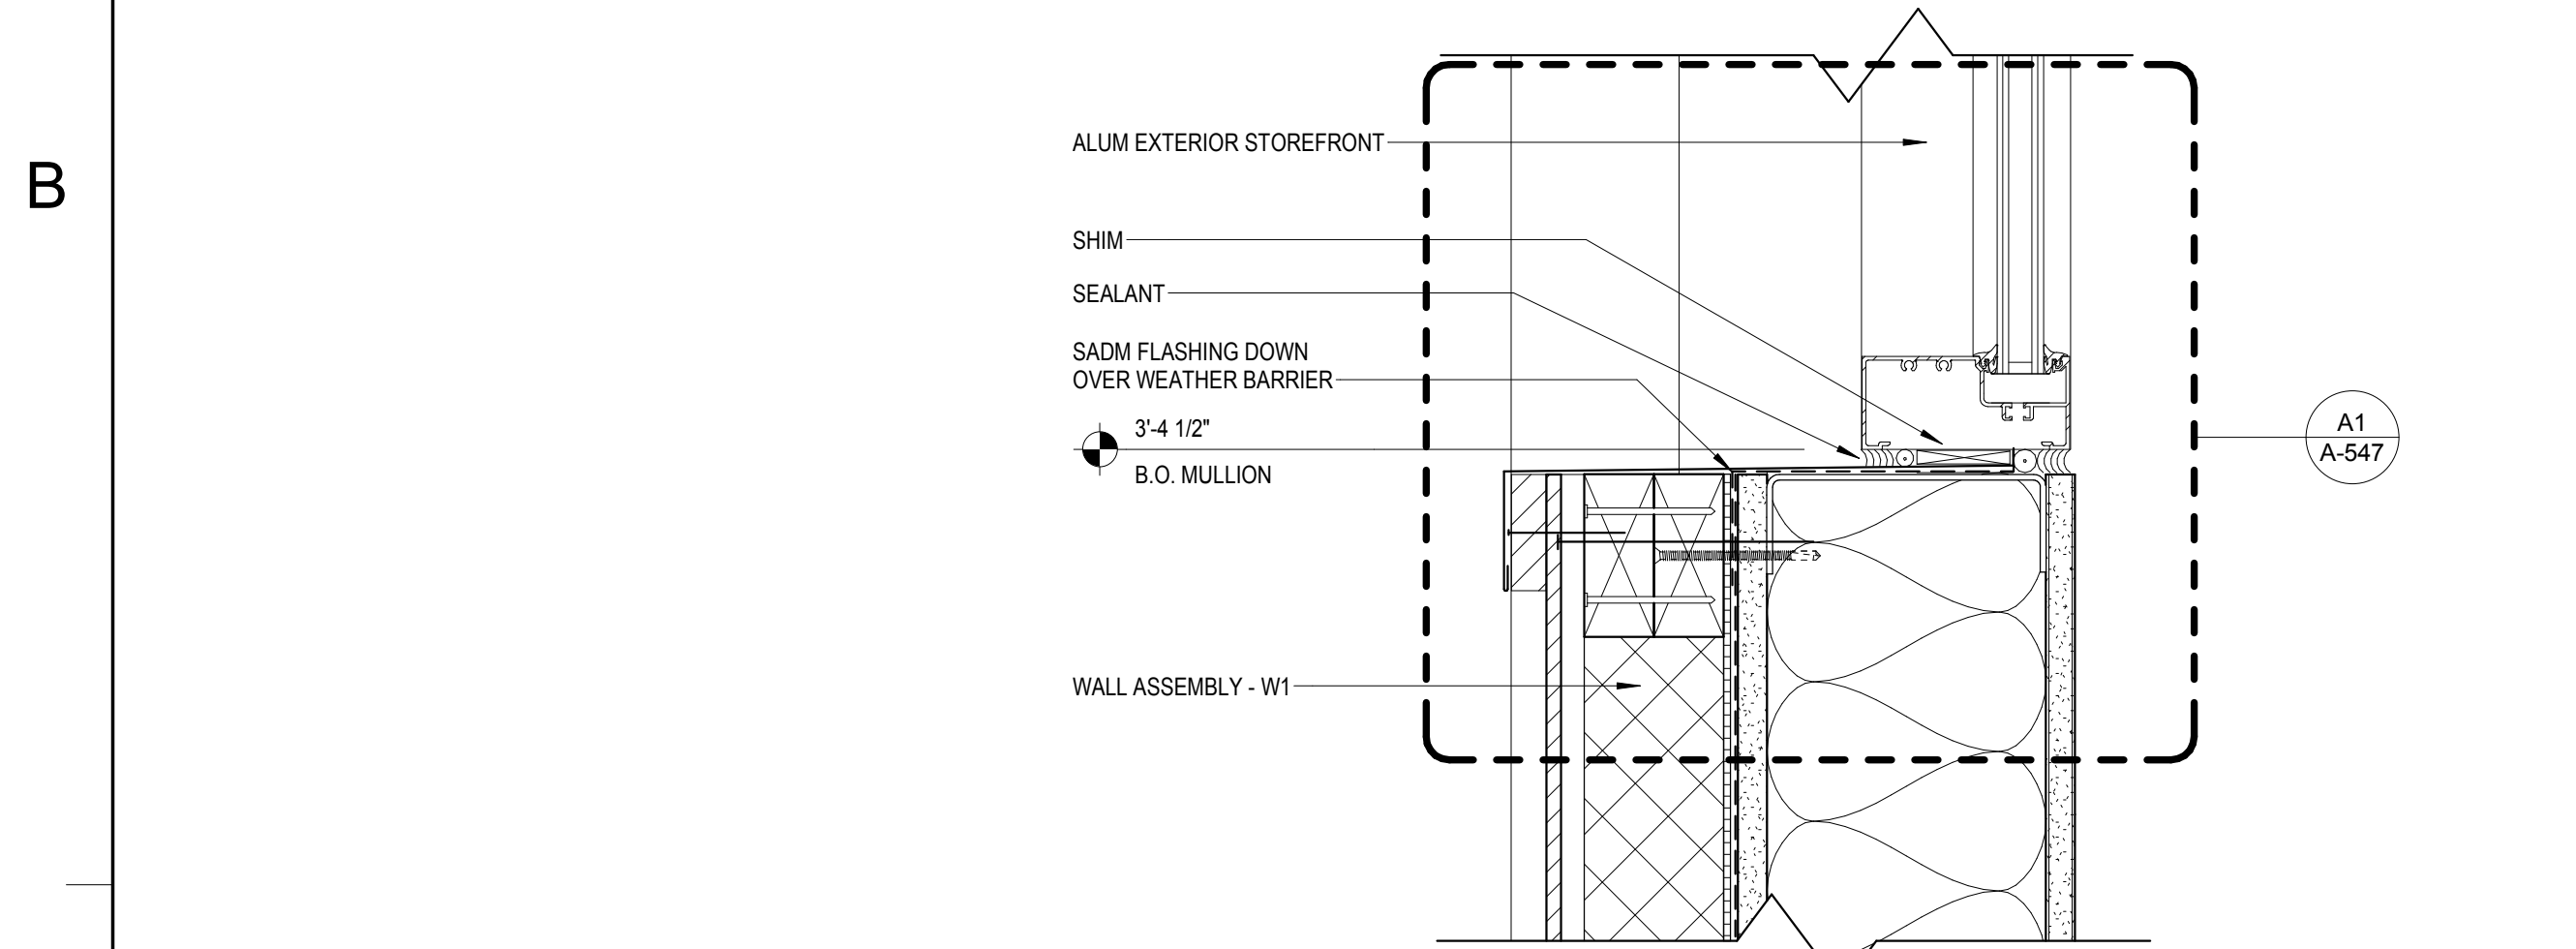 B
ALUM EXTERIOR STOREFRONT
SHIM
SEALANT
SADM FLASHING DOWN
OVER WEATHER BARRIER
3'-4 1/2"
B.O. MULLION
WALL ASSEMBLY - W1
A1
A-547